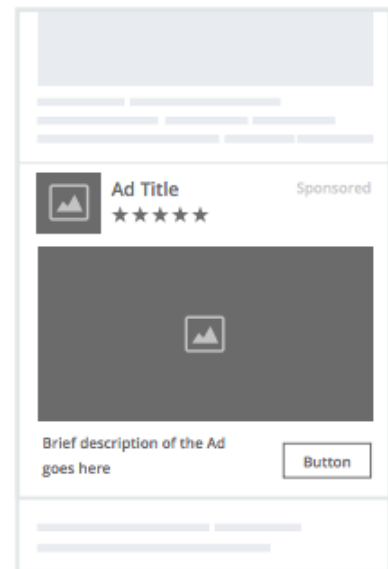 Ad Title
Sponsored
Brief description of the Ad
goes here
Button